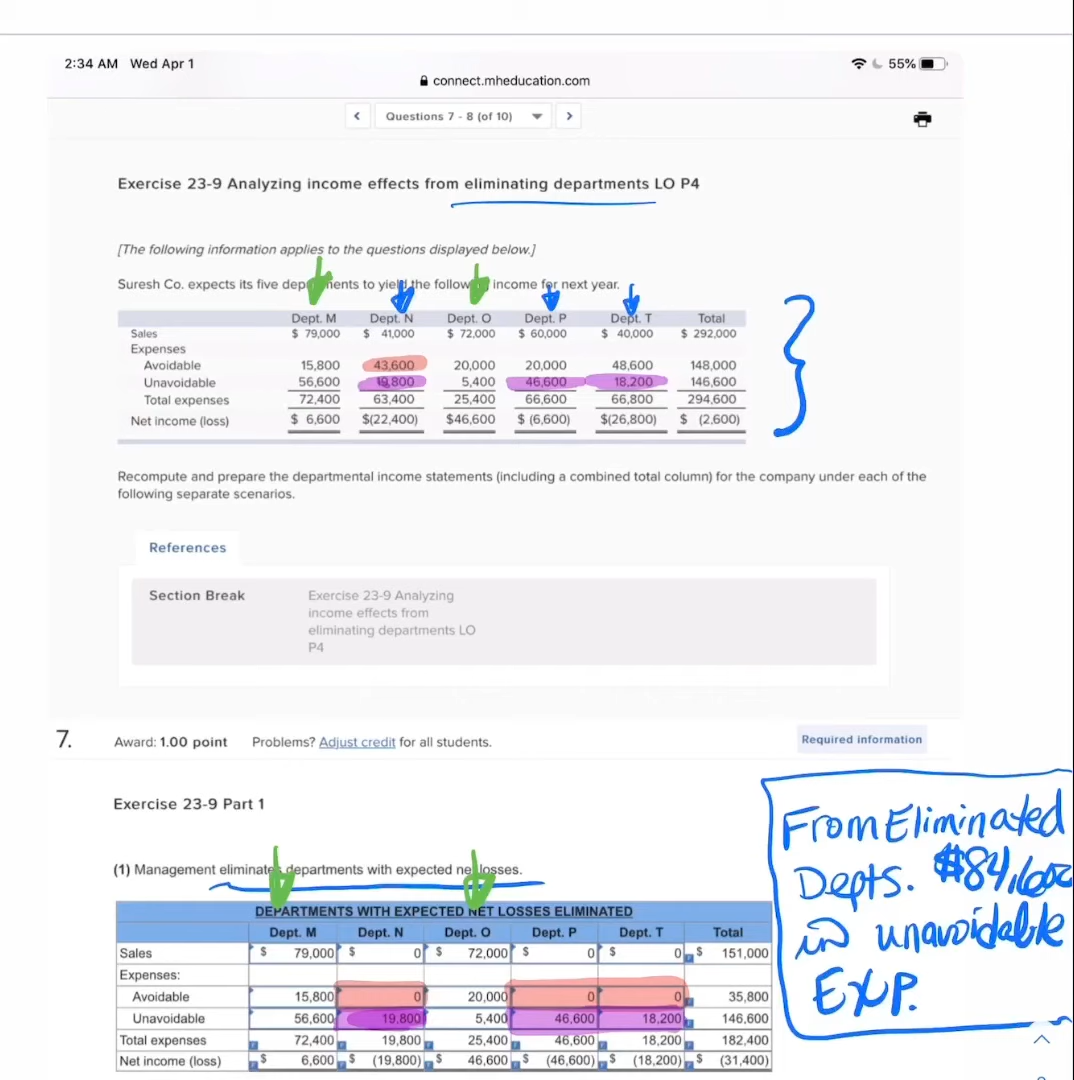 2:34 AM Wed Apr 1
55%
connect.mheducation.com
Questions 7 - 8 (of 10)
Exercise 23-9 Analyzing income effects from eliminating departments LO P4
[The following information applies to the questions displayed below.]
Suresh Co. expects its five departments to yield the following income for next year.
Dept. M Dept. N Dept. O Dept. P Dept. T Total
Sales $ 79,000 $ 41,000 $ 72,000 $ 60,000 $ 40,000 $ 292,000
Expenses
Avoidable 15,800 43,600 20,000 20,000 48,600 148,000
Unavoidable 56,600 19,800 5,400 46,600 18,200 146,600
Total expenses 72,400 63,400 25,400 66,600 66,800 294,600
Net income (loss) $ 6,600 $(22,400) $46,600 $ (6,600) $(26,800) $ (2,600)
Recompute and prepare the departmental income statements (including a combined total column) for the company under each of the
following separate scenarios.
References
Section Break Exercise 23-9 Analyzing
income effects from
eliminating departments LO
P4
7. Award: 1.00 point Problems? Adjust credit for all students. Required information
Exercise 23-9 Part 1
(1) Management eliminates departments with expected net losses.
DEPARTMENTS WITH EXPECTED NET LOSSES ELIMINATED
Dept. M Dept. N Dept. O Dept. P Dept. T Total
Sales $ 79,000 $ 0 $ 72,000 $ 0 $ 0 $ 151,000
Expenses:
Avoidable 15,800 0 20,000 0 0 35,800
Unavoidable 56,600 19,800 5,400 46,600 18,200 146,600
Total expenses 72,400 19,800 25,400 46,600 18,200 182,400
Net income (loss) $ 6,600 $ (19,800) $ 46,600 $ (46,600) $ (18,200) $ (31,400)
From Eliminated
Depts. $84,600
in unavoidable
EXP.